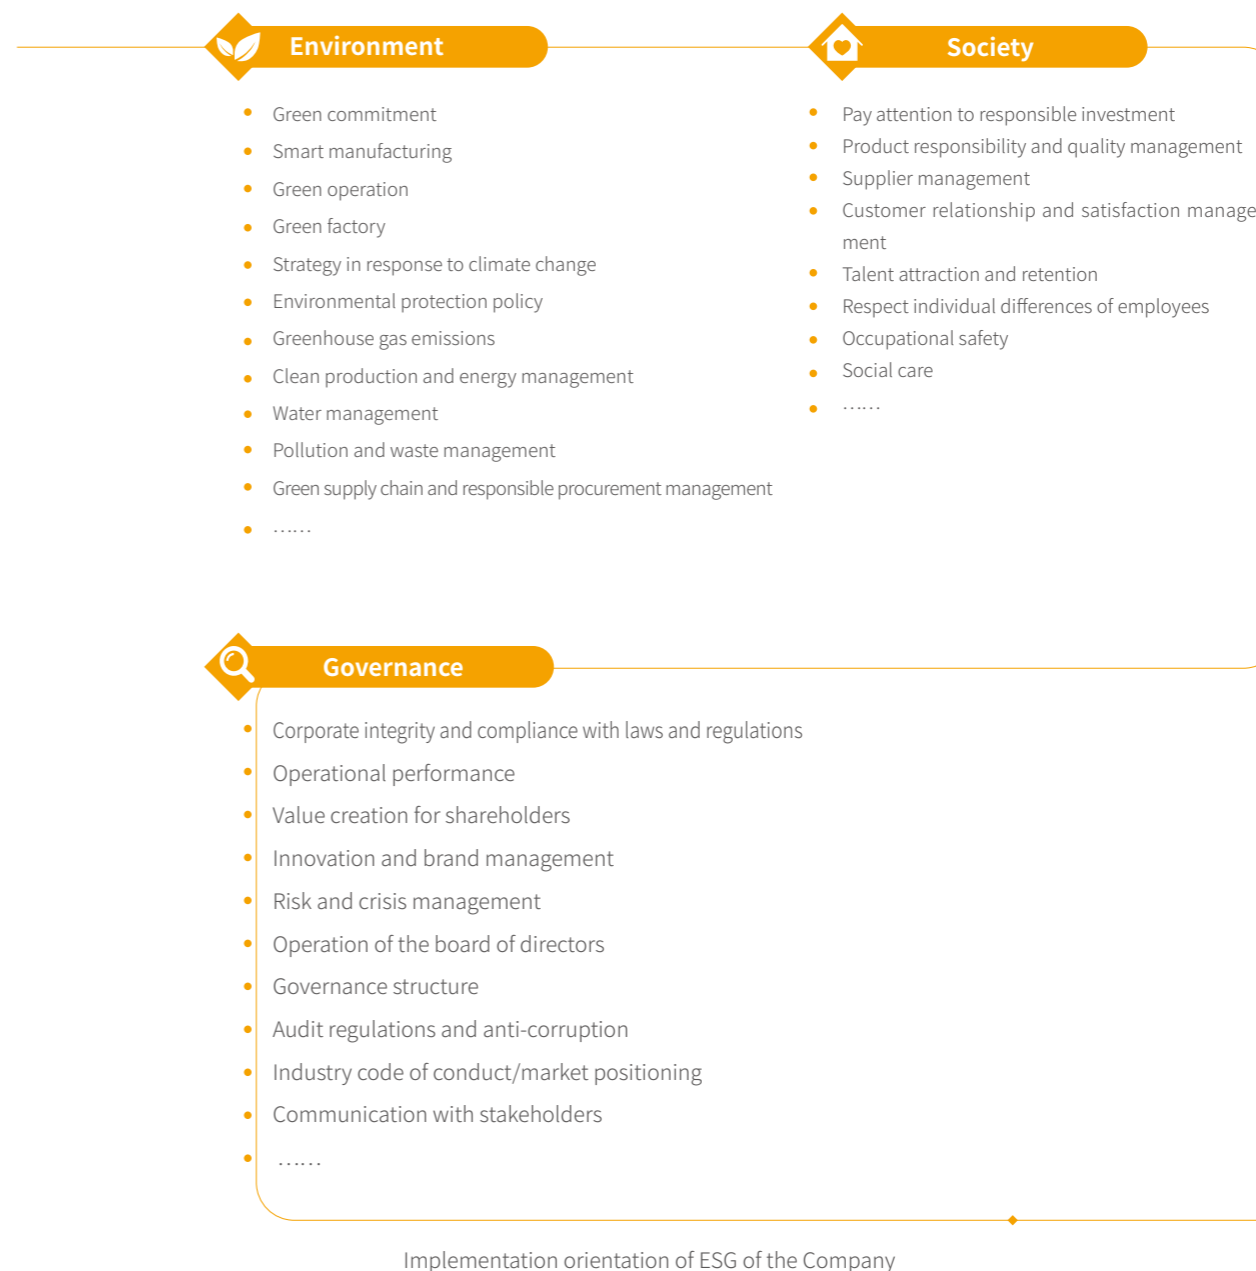 Environment
Green commitment
Smart manufacturing
Green operation
Green factory
Strategy in response to climate change
Environmental protection policy
Greenhouse gas emissions
Clean production and energy management
Water management
Pollution and waste management
Green supply chain and responsible procurement management
……
Society
Pay attention to responsible investment
Product responsibility and quality management
Supplier management
Customer relationship and satisfaction manage
ment
Talent attraction and retention
Respect individual differences of employees
Occupational safety
Social care
……
Governance
Corporate integrity and compliance with laws and regulations
Operational performance
Value creation for shareholders
Innovation and brand management
Risk and crisis management
Operation of the board of directors
Governance structure
Audit regulations and anti-corruption
Industry code of conduct/market positioning
Communication with stakeholders
……
Implementation orientation of ESG of the Company